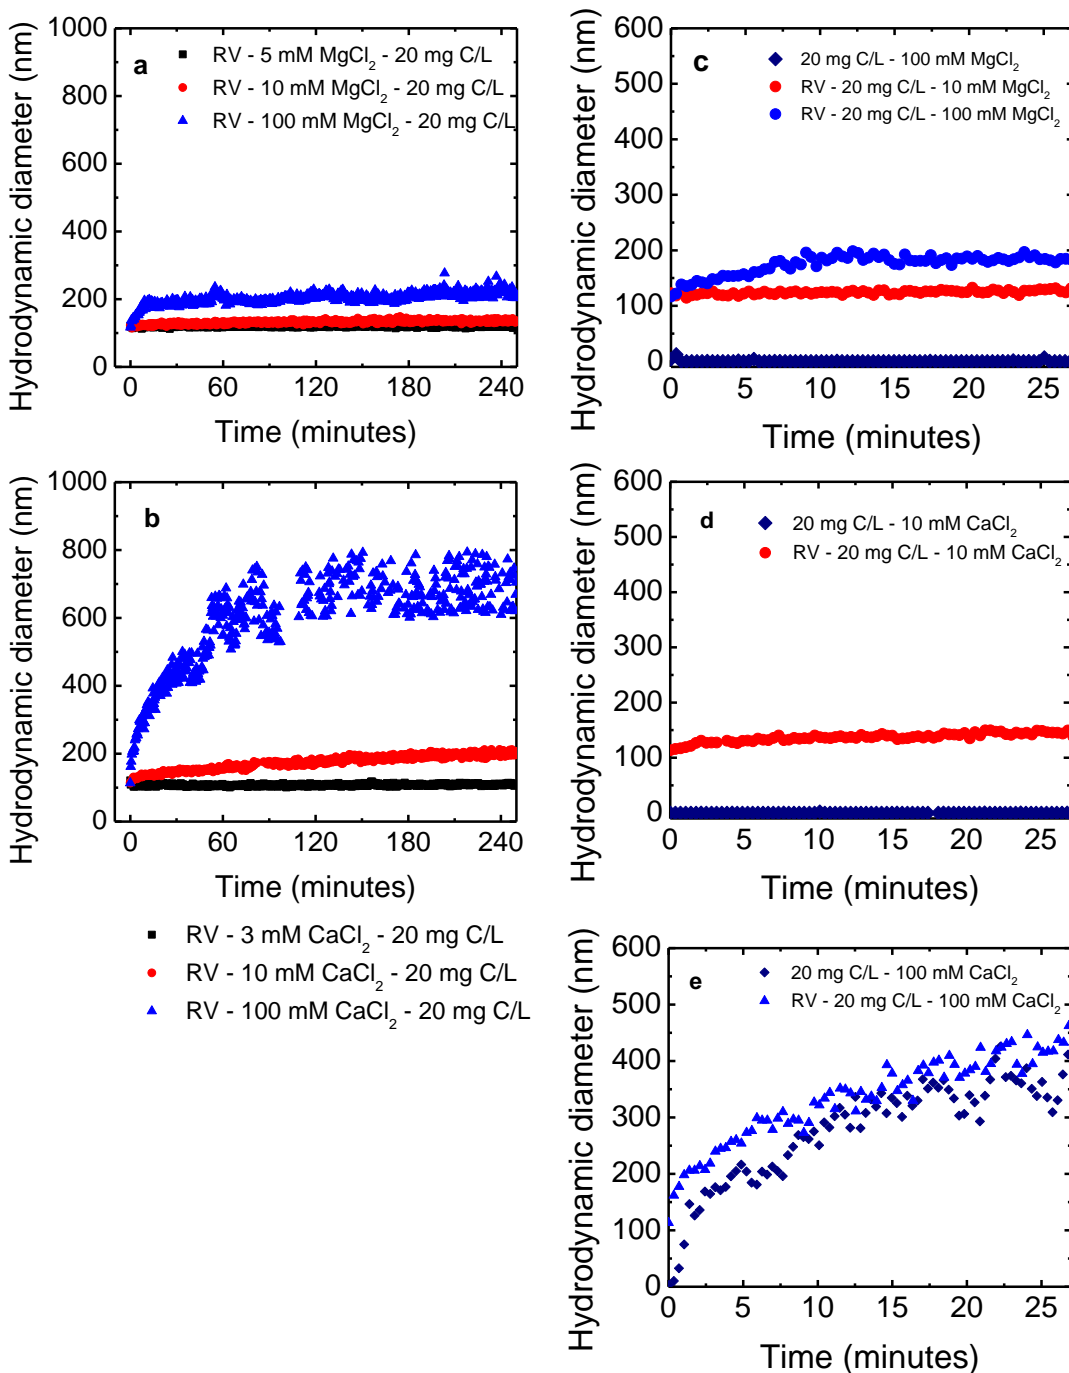 a
RV - 5 mM MgCl2 - 20 mg C/L
RV - 10 mM MgCl2 - 20 mg C/L
RV - 100 mM MgCl2 - 20 mg C/L
Hydrodynamic diameter (nm)
1000
800
600
400
200
0
0 60 120 180 240
Time (minutes)
c
20 mg C/L - 100 mM MgCl2
RV - 20 mg C/L - 10 mM MgCl2
RV - 20 mg C/L - 100 mM MgCl2
Hydrodynamic diameter (nm)
600
500
400
300
200
100
0
0 5 10 15 20 25
Time (minutes)
b
Hydrodynamic diameter (nm)
1000
800
600
400
200
0
0 60 120 180 240
Time (minutes)
RV - 3 mM CaCl2 - 20 mg C/L
RV - 10 mM CaCl2 - 20 mg C/L
RV - 100 mM CaCl2 - 20 mg C/L
d
20 mg C/L - 10 mM CaCl2
RV - 20 mg C/L - 10 mM CaCl2
Hydrodynamic diameter (nm)
600
500
400
300
200
100
0
0 5 10 15 20 25
Time (minutes)
e
20 mg C/L - 100 mM CaCl2
RV - 20 mg C/L - 100 mM CaCl2
Hydrodynamic diameter (nm)
600
500
400
300
200
100
0
0 5 10 15 20 25
Time (minutes)